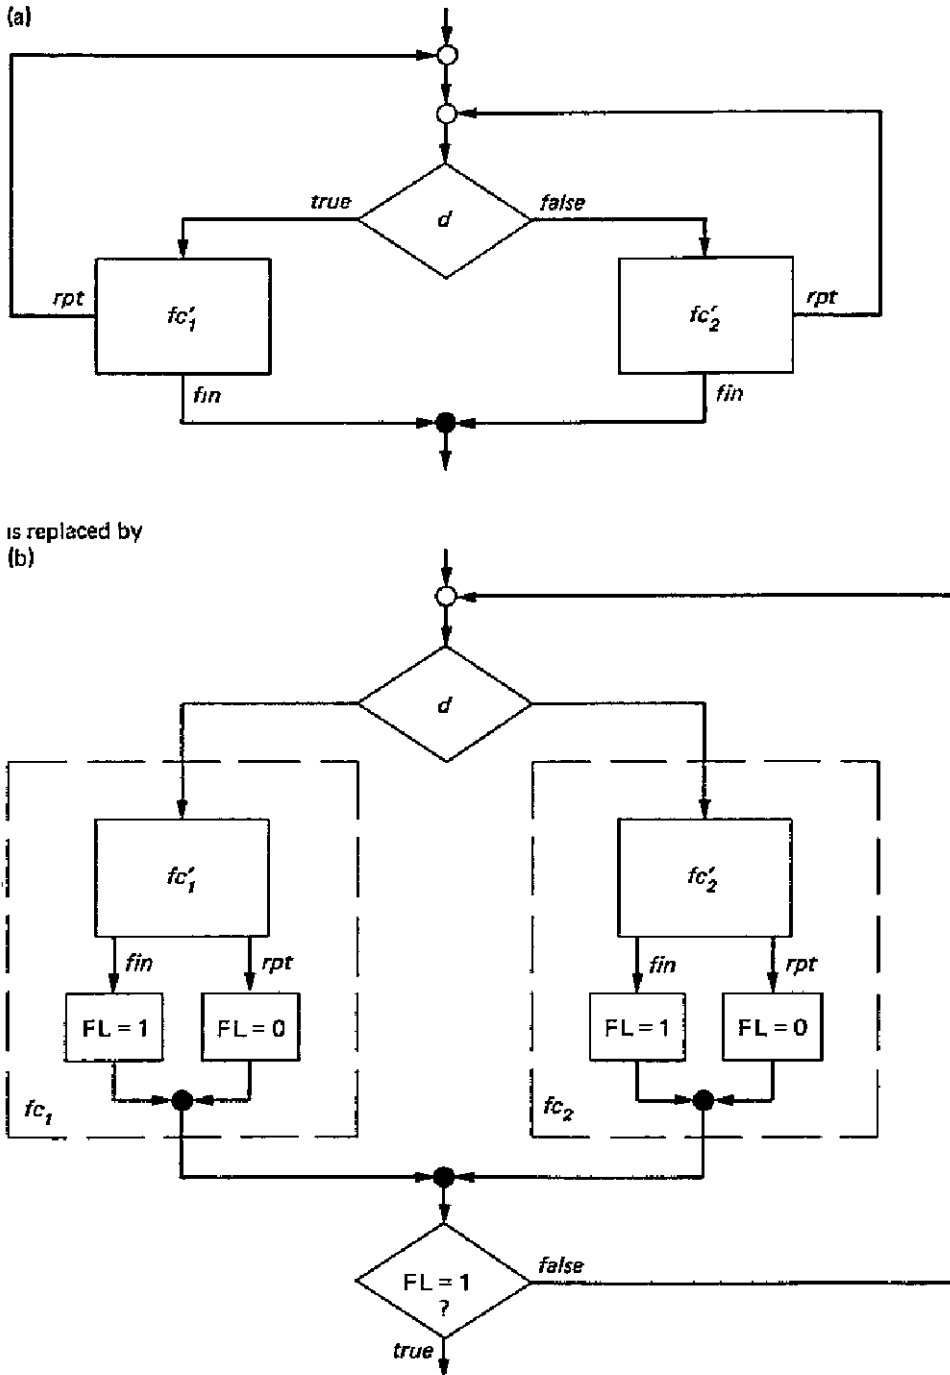 (a)
true
d
false
rpt
fc′₁
fc′₂
rpt
fin
fin
is replaced by
(b)
d
fc′₁
fc′₂
fin
rpt
fin
rpt
FL = 1
FL = 0
FL = 1
FL = 0
fc₁
fc₂
FL = 1
?
false
true